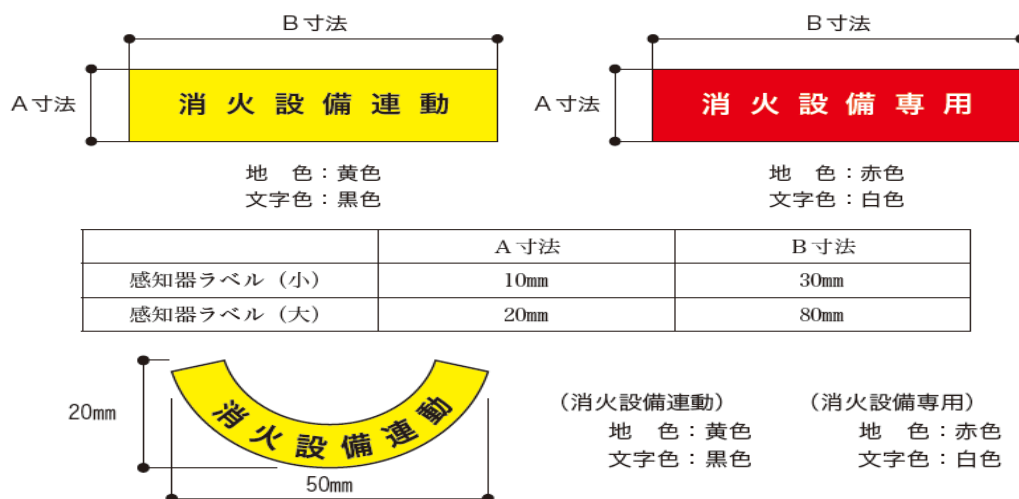 B寸法
B寸法
A寸法
消火設備連動
A寸法
消火設備専用
地　色：黄色
文字色：黒色
地　色：赤色
文字色：白色
A寸法　B寸法
感知器ラベル（小）　10㎜　30㎜
感知器ラベル（大）　20㎜　80㎜
20mm
消火設備連動
50mm
（消火設備連動）
地　色：黄色
文字色：黒色
（消火設備専用）
地　色：赤色
文字色：白色